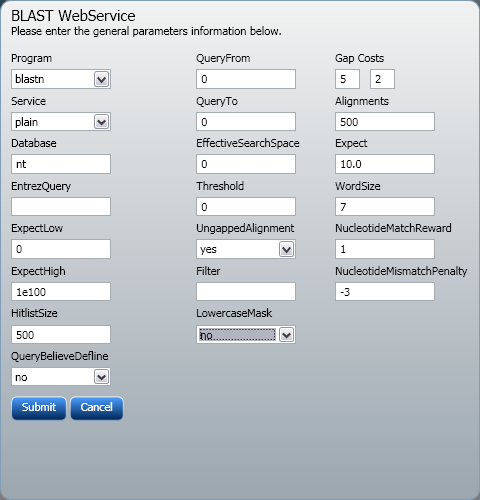 BLAST WebService
Please enter the general parameters information below.
Program
blastn
Service
plain
Database
nt
EntrezQuery
ExpectLow
0
ExpectHigh
1e100
HitlistSize
500
QueryBelieveDefline
no
QueryFrom
0
QueryTo
0
EffectiveSearchSpace
0
Threshold
0
UngappedAlignment
yes
Filter
LowercaseMask
no
Gap Costs
5 2
Alignments
500
Expect
10.0
WordSize
7
NucleotideMatchReward
1
NucleotideMismatchPenalty
-3
Submit Cancel